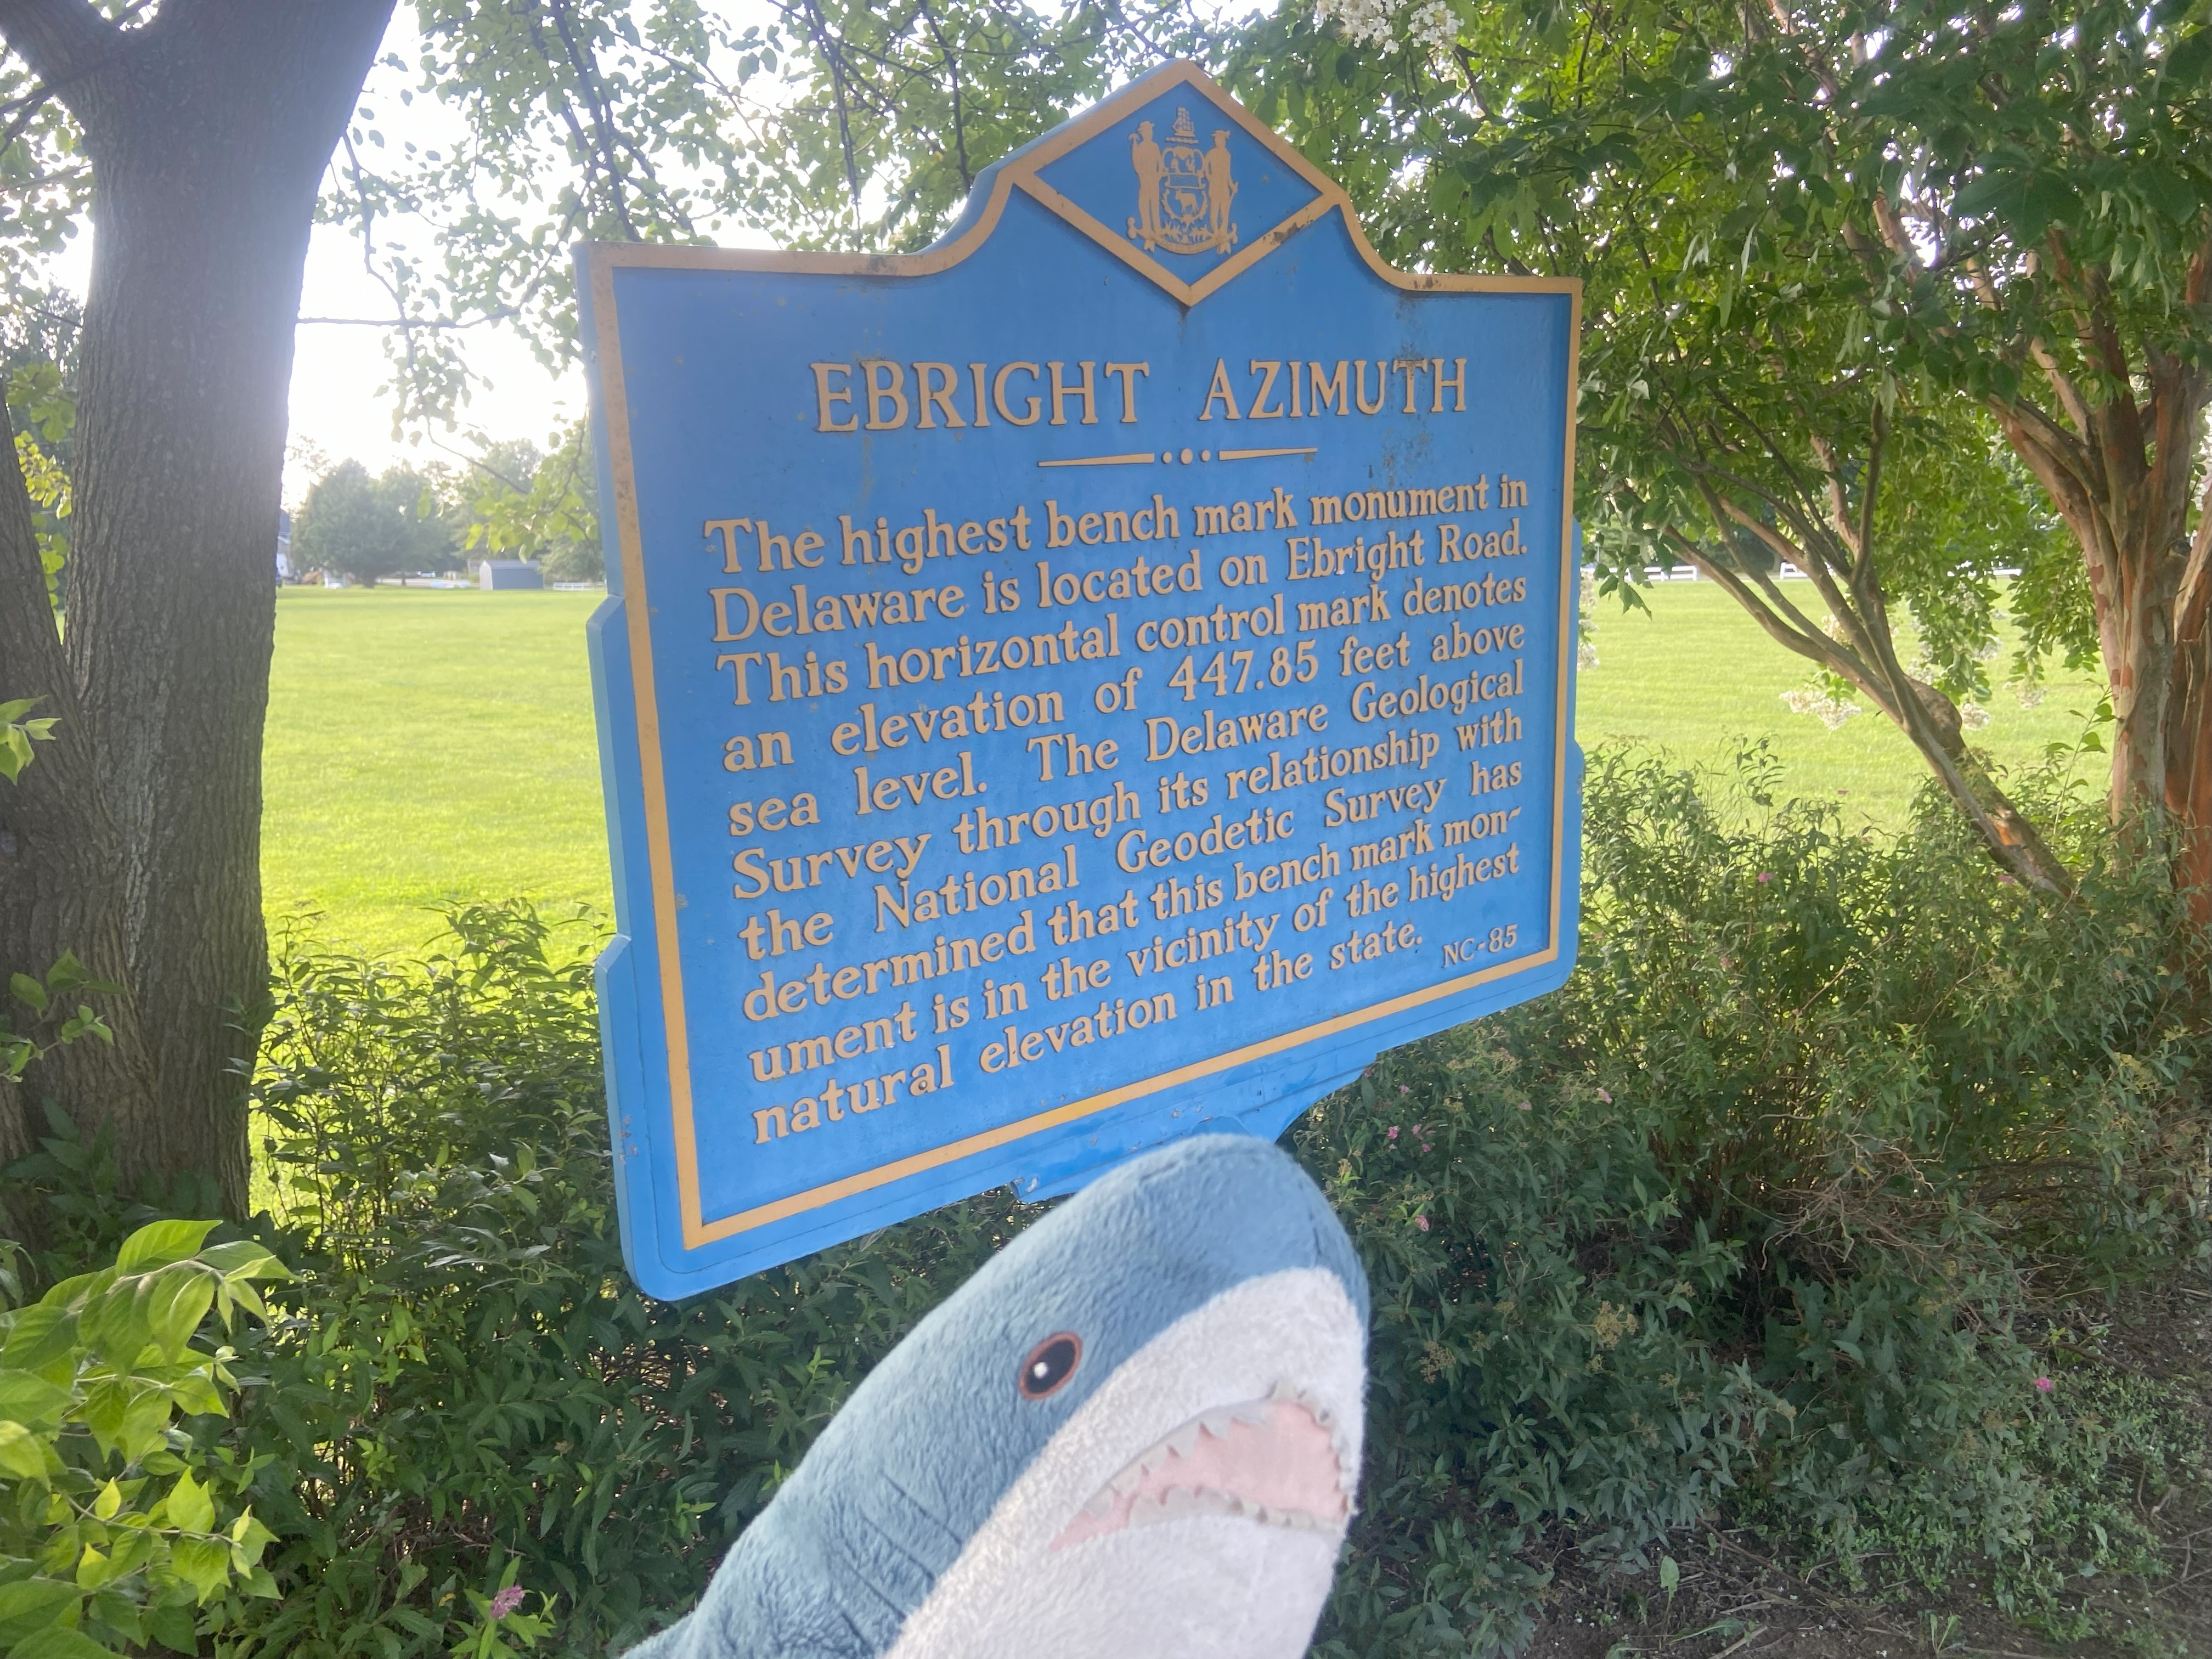 EBRIGHT AZIMUTH
The highest bench mark monument in
Delaware is located on Ebright Road.
This horizontal control mark denotes
an elevation of 447.85 feet above
sea level. The Delaware Geological
Survey through its relationship with
the National Geodetic Survey has
determined that this bench mark mon-
ument is in the vicinity of the highest
natural elevation in the state.
NC-85